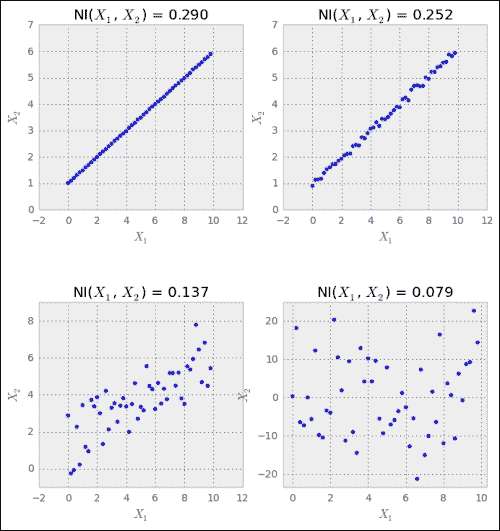 NI(X₁, X₂) = 0.290
7
6
5
4
3
2
1
0
X₂
−2 0 2 4 6 8 10 12
X₁
NI(X₁, X₂) = 0.252
7
6
5
4
3
2
1
0
X₂
−2 0 2 4 6 8 10 12
X₁
NI(X₁, X₂) = 0.137
8
6
4
2
0
X₂
−2 0 2 4 6 8 10 12
X₁
NI(X₁, X₂) = 0.079
25
20
15
10
5
0
−5
−10
−20
X₂
0 2 4 6 8 10
X₁